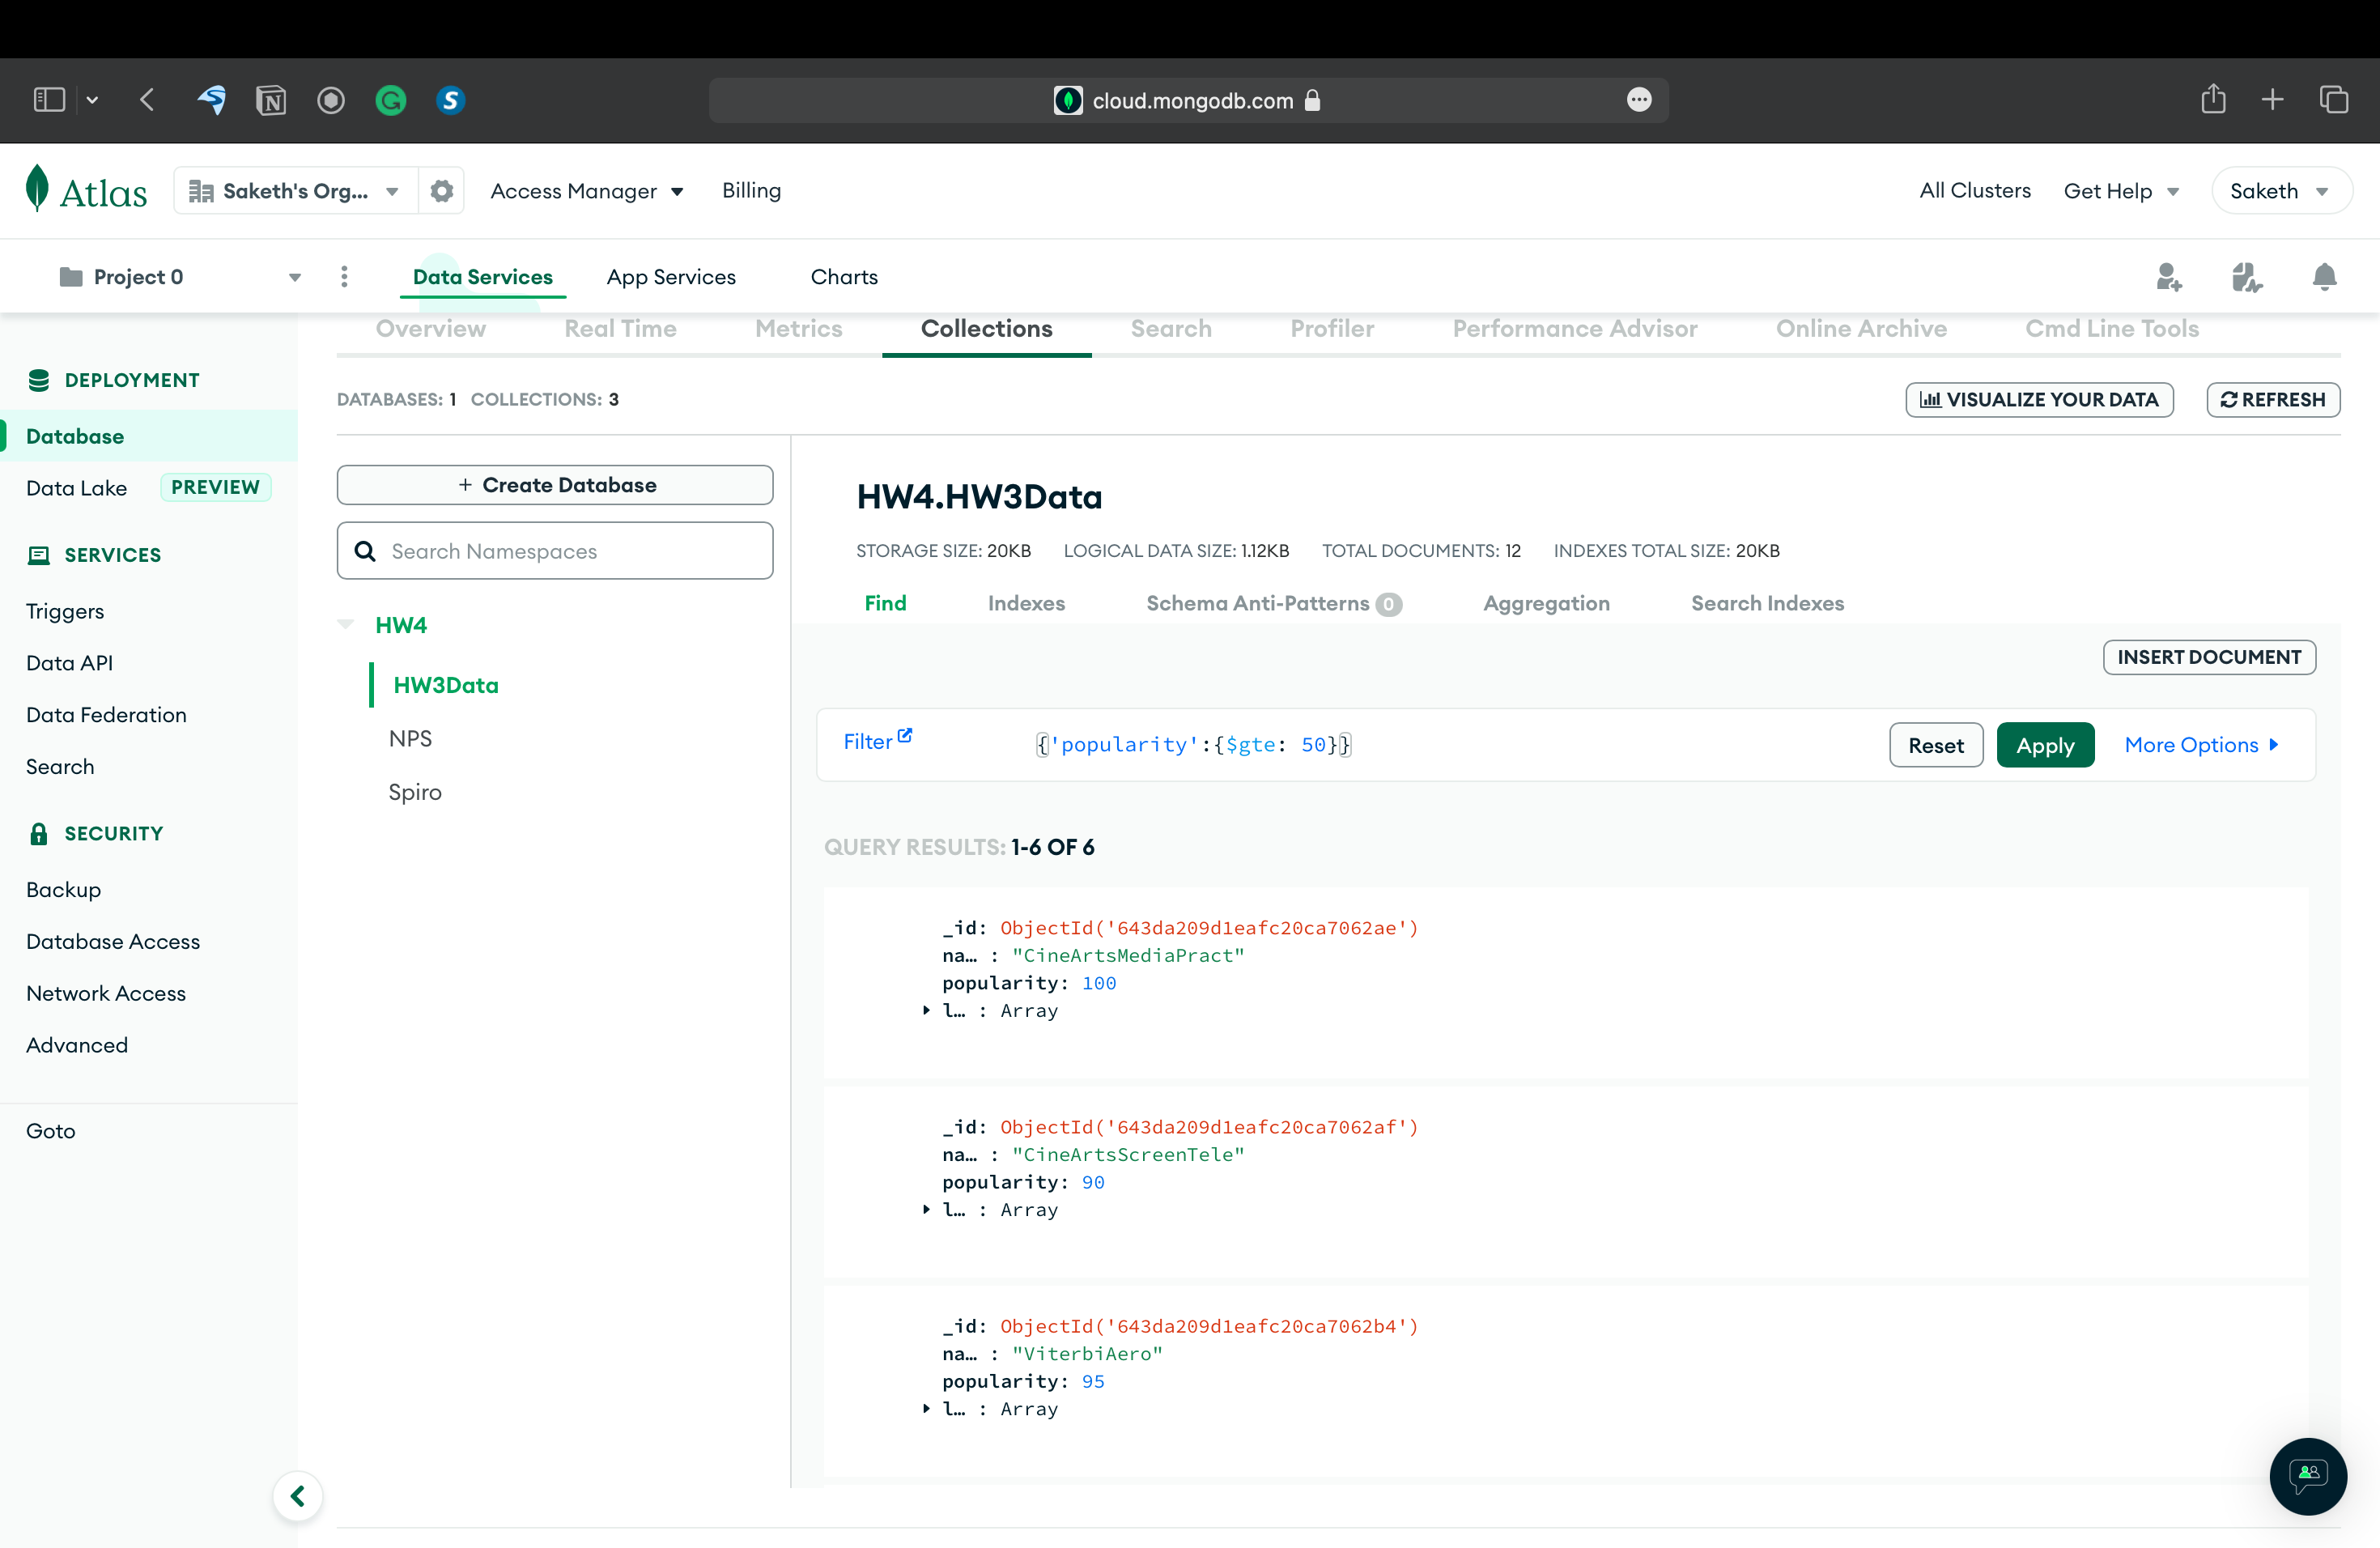 cloud.mongodb.com
Atlas Saketh's Org... Access Manager Billing All Clusters Get Help Saketh
Project 0 Data Services App Services Charts
Overview Real Time Metrics Collections Search Profiler Performance Advisor Online Archive Cmd Line Tools
DEPLOYMENT
Database
Data Lake PREVIEW
SERVICES
Triggers
Data API
Data Federation
Search
SECURITY
Backup
Database Access
Network Access
Advanced
Goto
DATABASES: 1 COLLECTIONS: 3
VISUALIZE YOUR DATA REFRESH
+ Create Database
Search Namespaces
HW4
HW3Data
NPS
Spiro
HW4.HW3Data
STORAGE SIZE: 20KB LOGICAL DATA SIZE: 1.12KB TOTAL DOCUMENTS: 12 INDEXES TOTAL SIZE: 20KB
Find Indexes Schema Anti-Patterns 0 Aggregation Search Indexes
INSERT DOCUMENT
Filter {'popularity':{$gte: 50}} Reset Apply More Options
QUERY RESULTS: 1-6 OF 6
_id: ObjectId('643da209d1eafc20ca7062ae')
na… : "CineArtsMediaPract"
popularity: 100
l… : Array
_id: ObjectId('643da209d1eafc20ca7062af')
na… : "CineArtsScreenTele"
popularity: 90
l… : Array
_id: ObjectId('643da209d1eafc20ca7062b4')
na… : "ViterbiAero"
popularity: 95
l… : Array